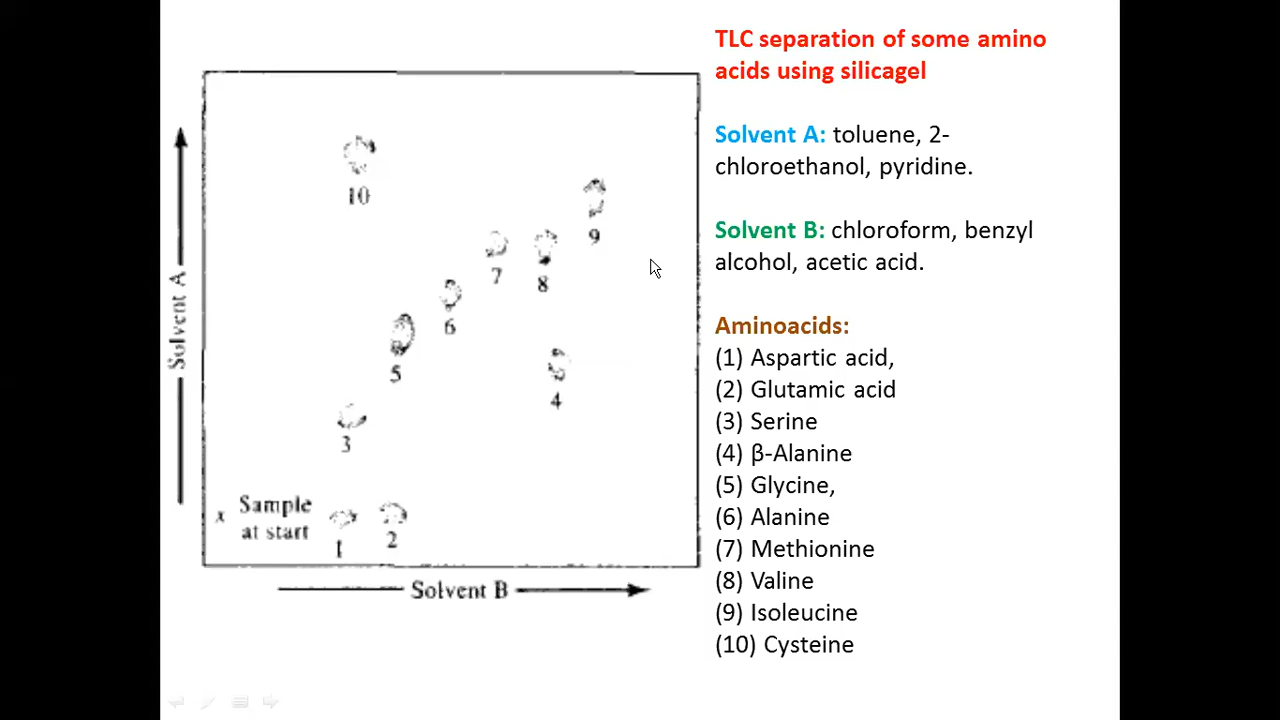 TLC separation of some amino
acids using silicagel
Solvent A: toluene, 2-
chloroethanol, pyridine.
Solvent B: chloroform, benzyl
alcohol, acetic acid.
Aminoacids:
(1) Aspartic acid,
(2) Glutamic acid
(3) Serine
(4) β-Alanine
(5) Glycine,
(6) Alanine
(7) Methionine
(8) Valine
(9) Isoleucine
(10) Cysteine
Solvent A
10
9
7
8
6
5
4
3
x Sample
at start
1
2
Solvent B